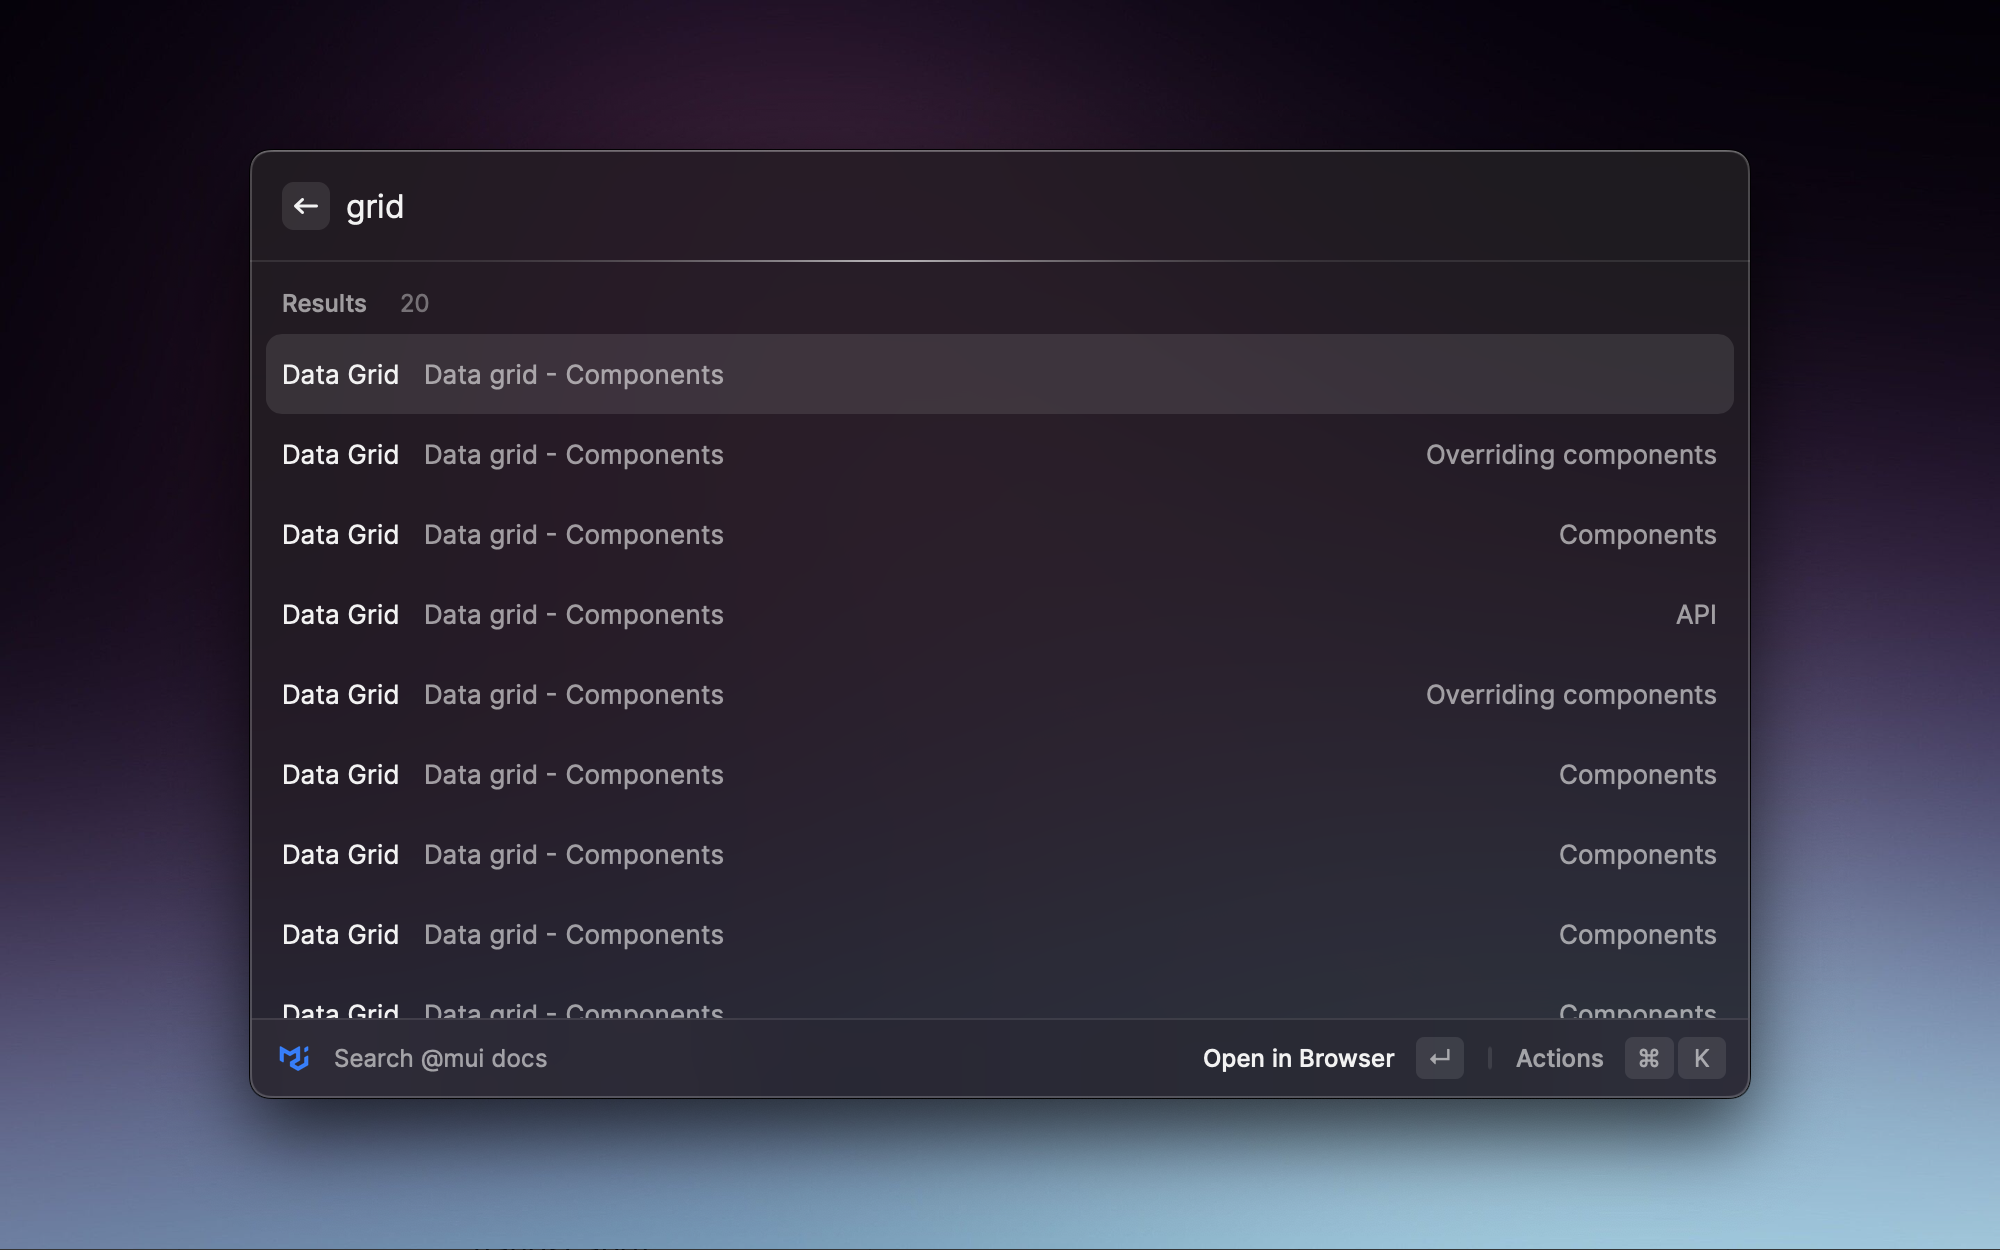 grid
Results 20
Data Grid Data grid - Components
Data Grid Data grid - Components Overriding components
Data Grid Data grid - Components Components
Data Grid Data grid - Components API
Data Grid Data grid - Components Overriding components
Data Grid Data grid - Components Components
Data Grid Data grid - Components Components
Data Grid Data grid - Components Components
Data Grid Data grid - Components Components
Search @mui docs Open in Browser ↵ | Actions ⌘ K